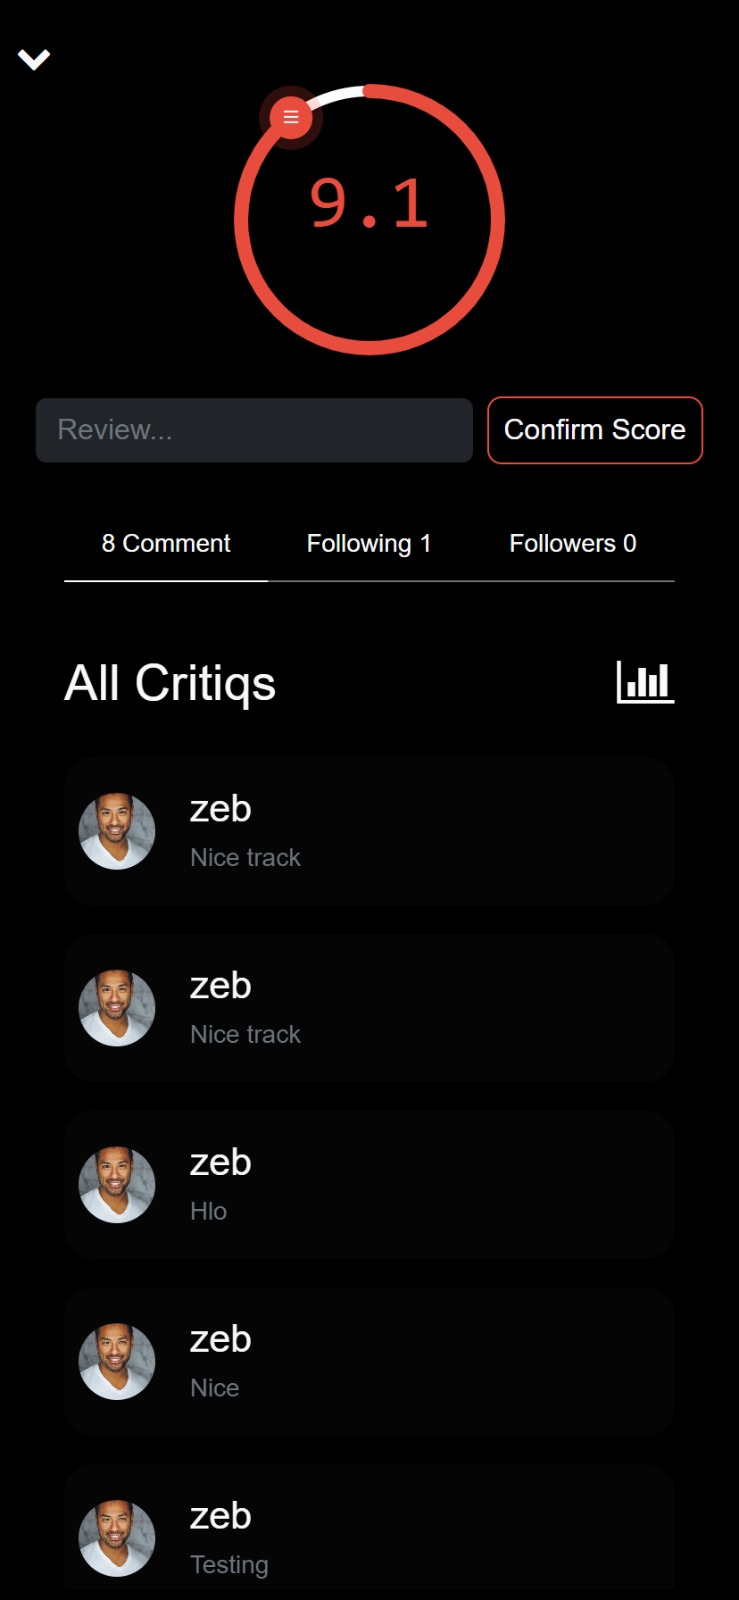 9.1
Review...
Confirm Score
8 Comment
Following 1
Followers 0
All Critiqs
zeb
Nice track
zeb
Nice track
zeb
Hlo
zeb
Nice
zeb
Testing